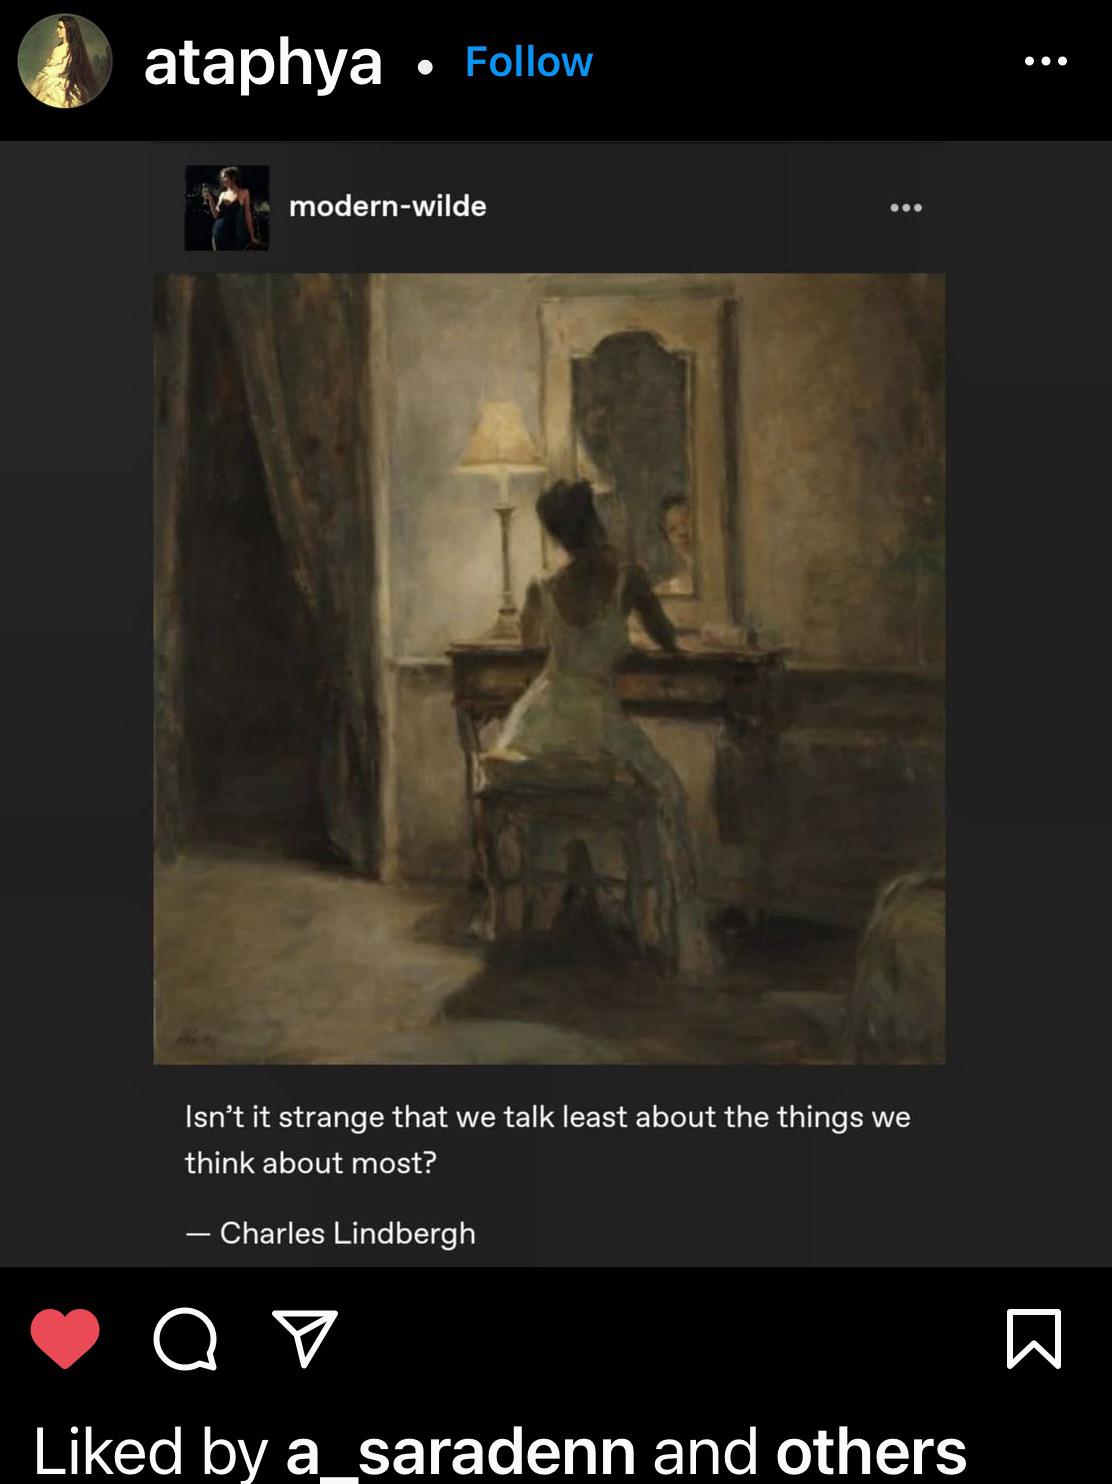 ataphya • Follow
modern-wilde
Isn’t it strange that we talk least about the things we
think about most?
— Charles Lindbergh
Liked by a_saradenn and others